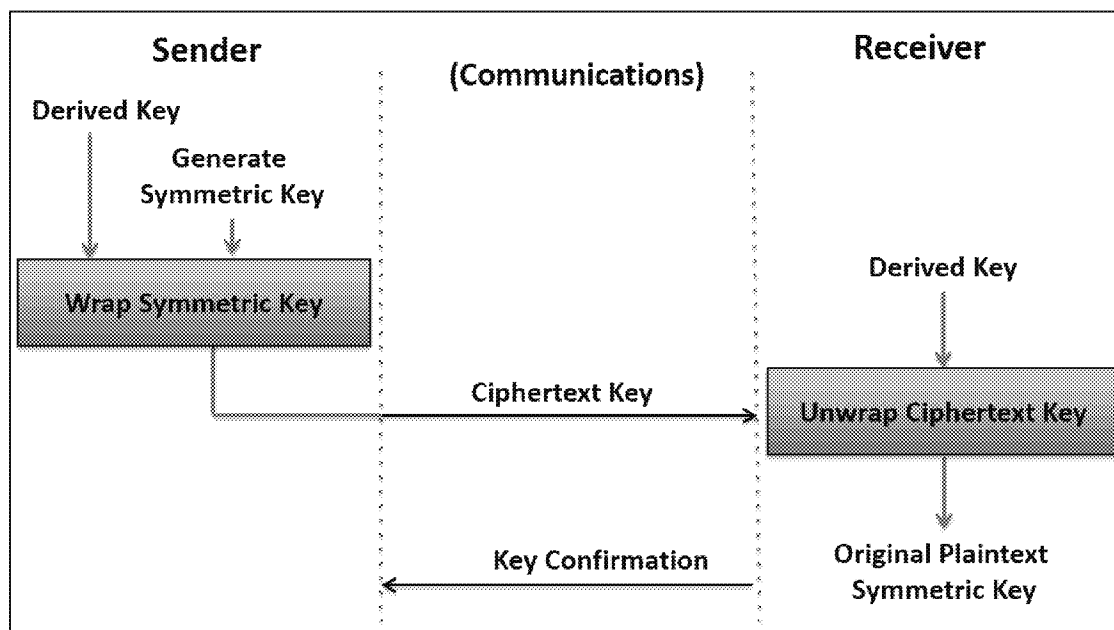 Sender
(Communications)
Receiver
Derived Key
Generate
Symmetric Key
Wrap Symmetric Key
Derived Key
Ciphertext Key
Unwrap Ciphertext Key
Key Confirmation
Original Plaintext
Symmetric Key